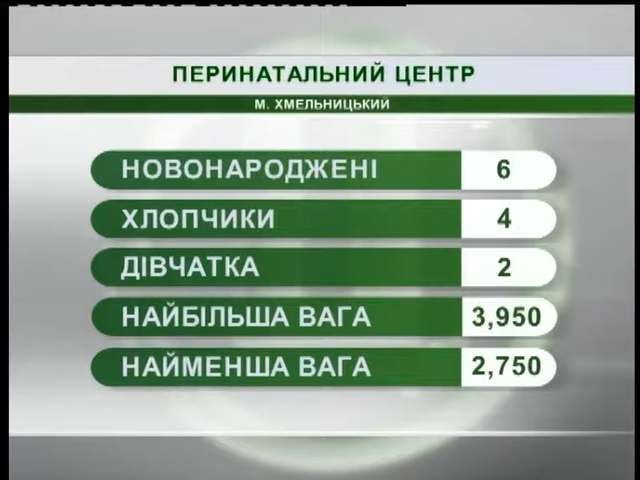 ПЕРИНАТАЛЬНИЙ ЦЕНТР
М. ХМЕЛЬНИЦЬКИЙ
НОВОНАРОДЖЕНІ 6
ХЛОПЧИКИ 4
ДІВЧАТКА 2
НАЙБІЛЬША ВАГА 3,950
НАЙМЕНША ВАГА 2,750